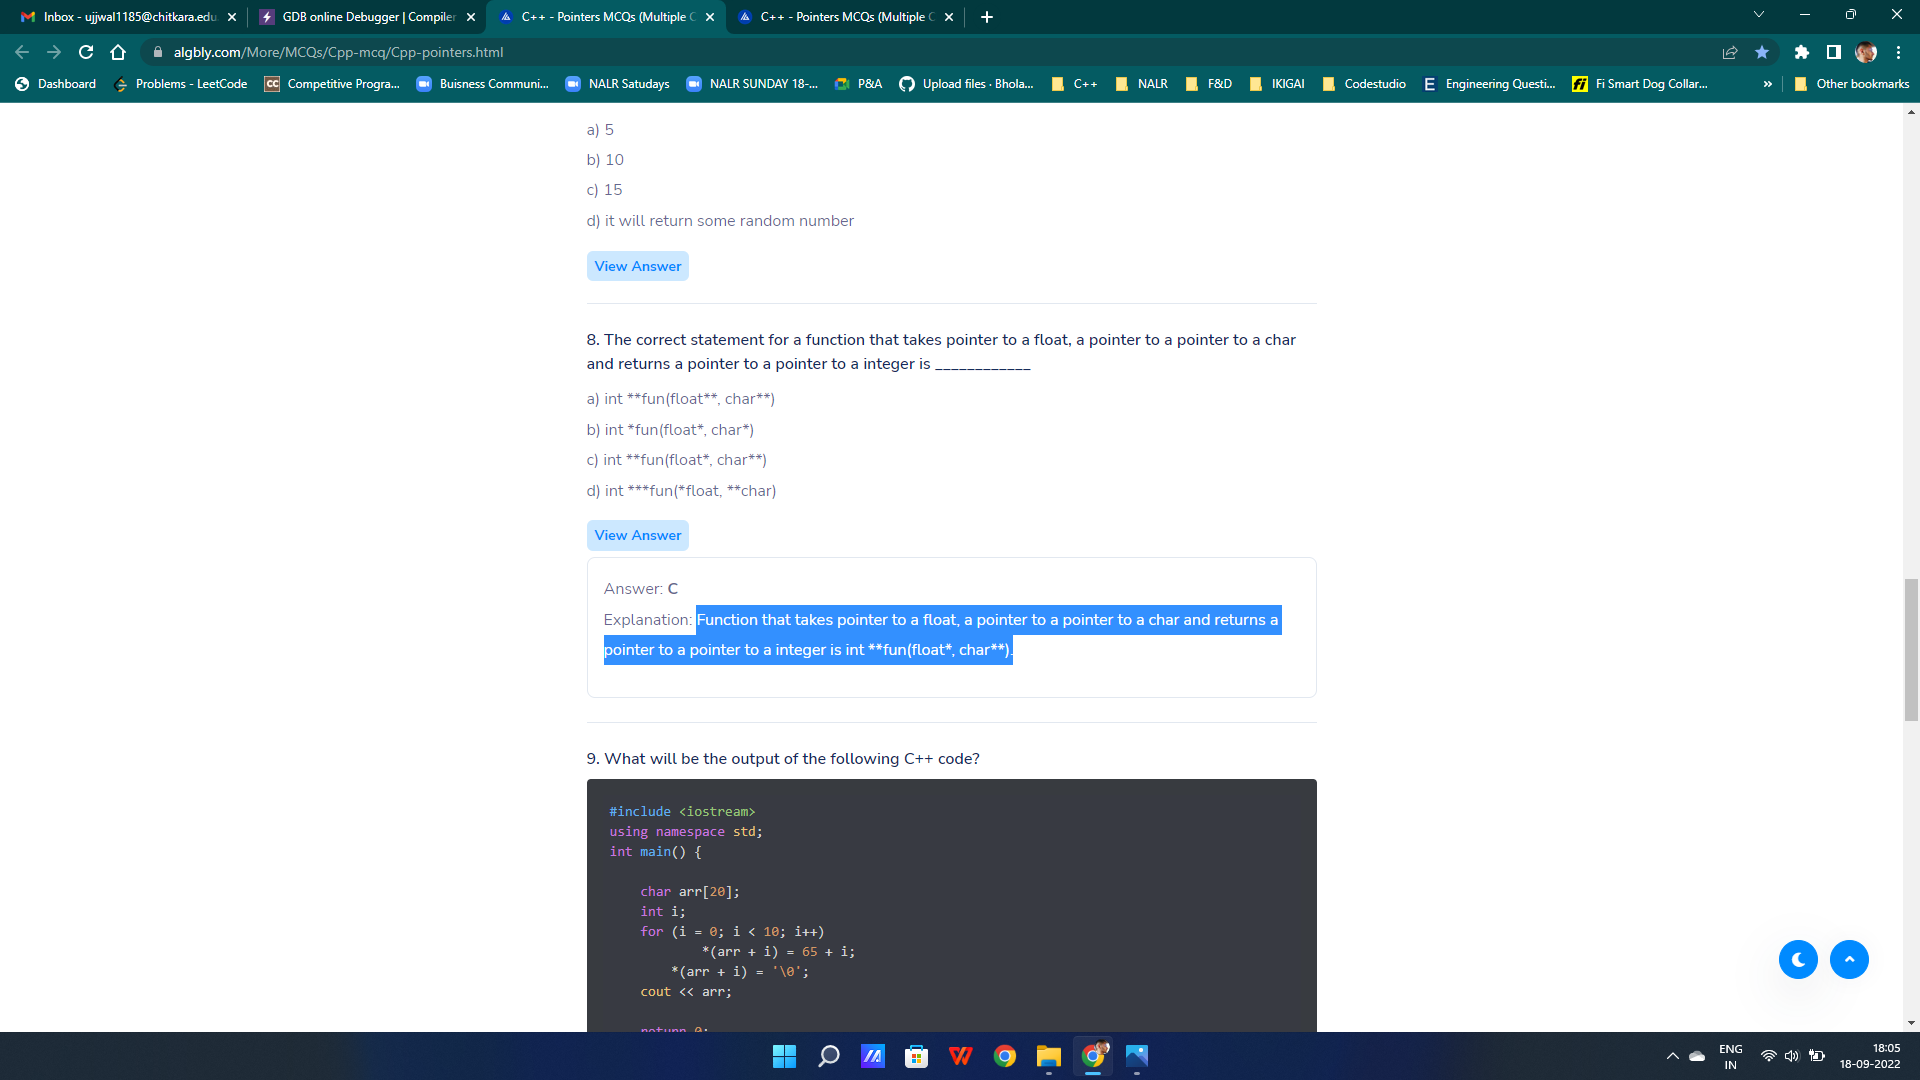 Inbox - ujjwal1185@chitkara.edu
GDB online Debugger | Compiler
C++ - Pointers MCQs (Multiple C
C++ - Pointers MCQs (Multiple C
algbly.com/More/MCQs/Cpp-mcq/Cpp-pointers.html
Dashboard
Problems - LeetCode
CC Competitive Progra...
Buisness Communi...
NALR Satudays
NALR SUNDAY 18-...
P&A
Upload files · Bhola...
C++
NALR
F&D
IKIGAI
Codestudio
E Engineering Questi...
fi Fi Smart Dog Collar...
»
Other bookmarks
a) 5
b) 10
c) 15
d) it will return some random number
View Answer
8. The correct statement for a function that takes pointer to a float, a pointer to a pointer to a char
and returns a pointer to a pointer to a integer is ____________
a) int **fun(float**, char**)
b) int *fun(float*, char*)
c) int **fun(float*, char**)
d) int ***fun(*float, **char)
View Answer
Answer: C
Explanation: Function that takes pointer to a float, a pointer to a pointer to a char and returns a
pointer to a pointer to a integer is int **fun(float*, char**).
9. What will be the output of the following C++ code?
#include <iostream>
using namespace std;
int main() {
char arr[20];
int i;
for (i = 0; i < 10; i++)
*(arr + i) = 65 + i;
*(arr + i) = '\0';
cout << arr;
return 0;
ENG
IN
18:05
18-09-2022